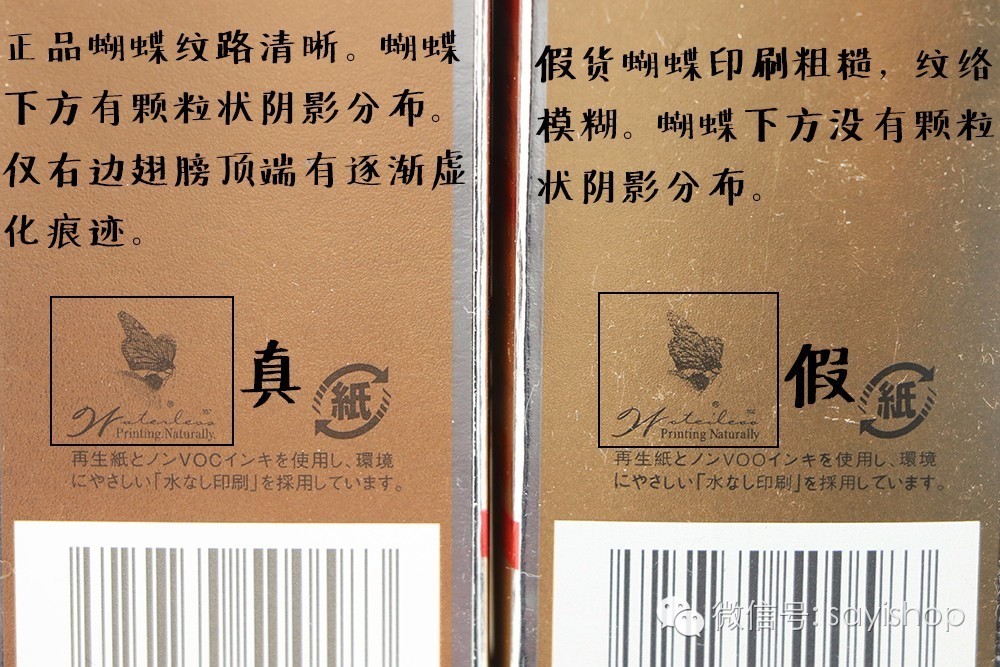 正品蝴蝶纹路清晰。蝴蝶
下方有颗粒状阴影分布。
仅右边翅膀顶端有逐渐虚
化痕迹。
真
紙
Waterless
Printing.Naturally.
再生紙とノンVOCインキを使用し、環境
にやさしい「水なし印刷」を採用しています。
假货蝴蝶印刷粗糙，纹络
模糊。蝴蝶下方没有颗粒
状阴影分布。
假
紙
Waterless
Printing.Naturally
再生紙とノンVOOインキを使用し、環境
にやさしい「水なし印刷」を採用しています。
微信号: sayishop